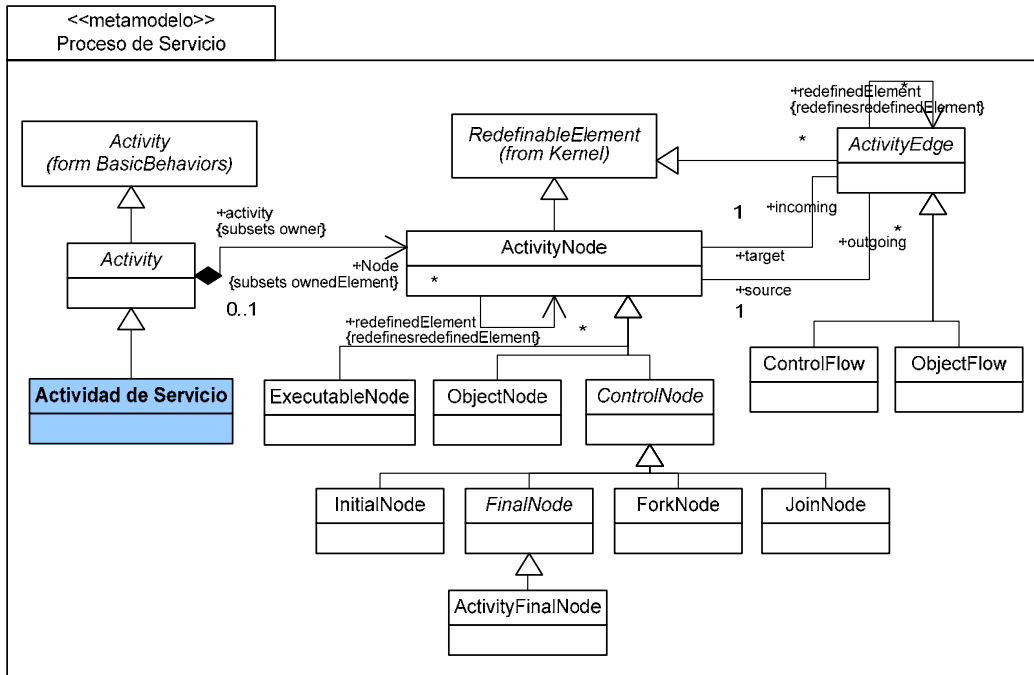 <<metamodelo>>
Proceso de Servicio
Activity
(form BasicBehaviors)
RedefinableElement
(from Kernel)
+redefinedElement
*
{redefinesredefinedElement}
*
ActivityEdge
+activity
{subsets owner}
Activity
+Node
{subsets ownedElement}
*
0..1
ActivityNode
1
+incoming
*
+outgoing
+target
+source
1
+redefinedElement
*
{redefinesredefinedElement}
Actividad de Servicio
ExecutableNode
ObjectNode
ControlNode
ControlFlow
ObjectFlow
InitialNode
FinalNode
ForkNode
JoinNode
ActivityFinalNode